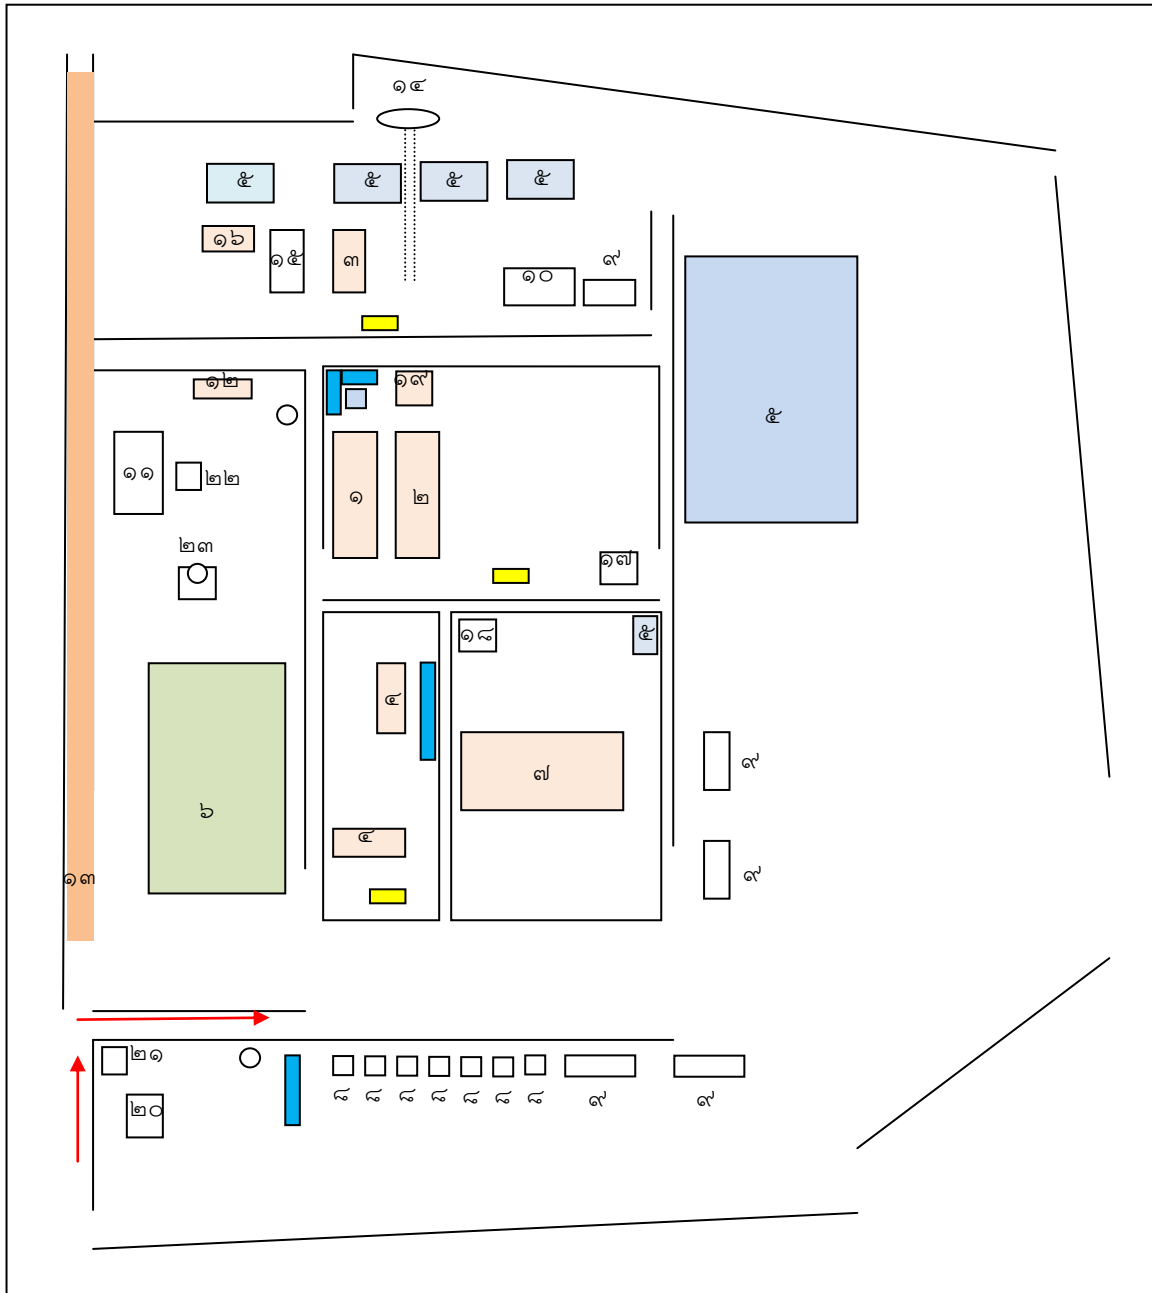 ๑๔
๕ ๕ ๕ ๕
๑๖ ๑๕ ๓ ๑๐ ๙
๑๒ ๑๙
๕
๑๑ ๒๒ ๑ ๒
๒๓ ๑๗
๑๘ ๕
๔
๗ ๙
๖ ๔
๑๓ ๙
๒๑
๒๐ ๘ ๘ ๘ ๘ ๘ ๘ ๘ ๙ ๙